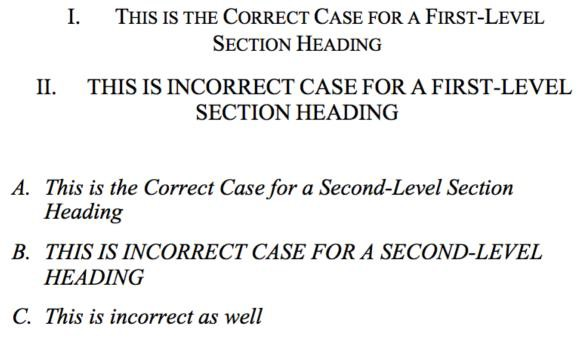 I. THIS IS THE CORRECT CASE FOR A FIRST-LEVEL
SECTION HEADING
II. THIS IS INCORRECT CASE FOR A FIRST-LEVEL
SECTION HEADING
A. This is the Correct Case for a Second-Level Section
Heading
B. THIS IS INCORRECT CASE FOR A SECOND-LEVEL
HEADING
C. This is incorrect as well